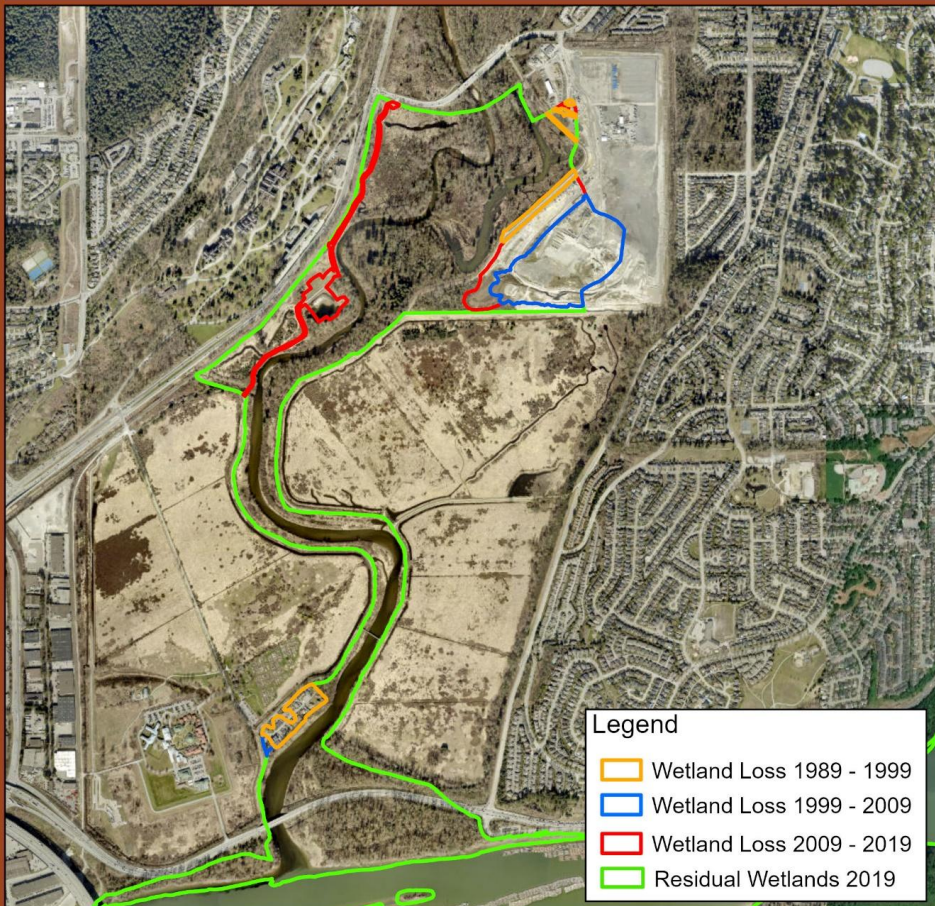 Legend
Wetland Loss 1989 - 1999
Wetland Loss 1999 - 2009
Wetland Loss 2009 - 2019
Residual Wetlands 2019